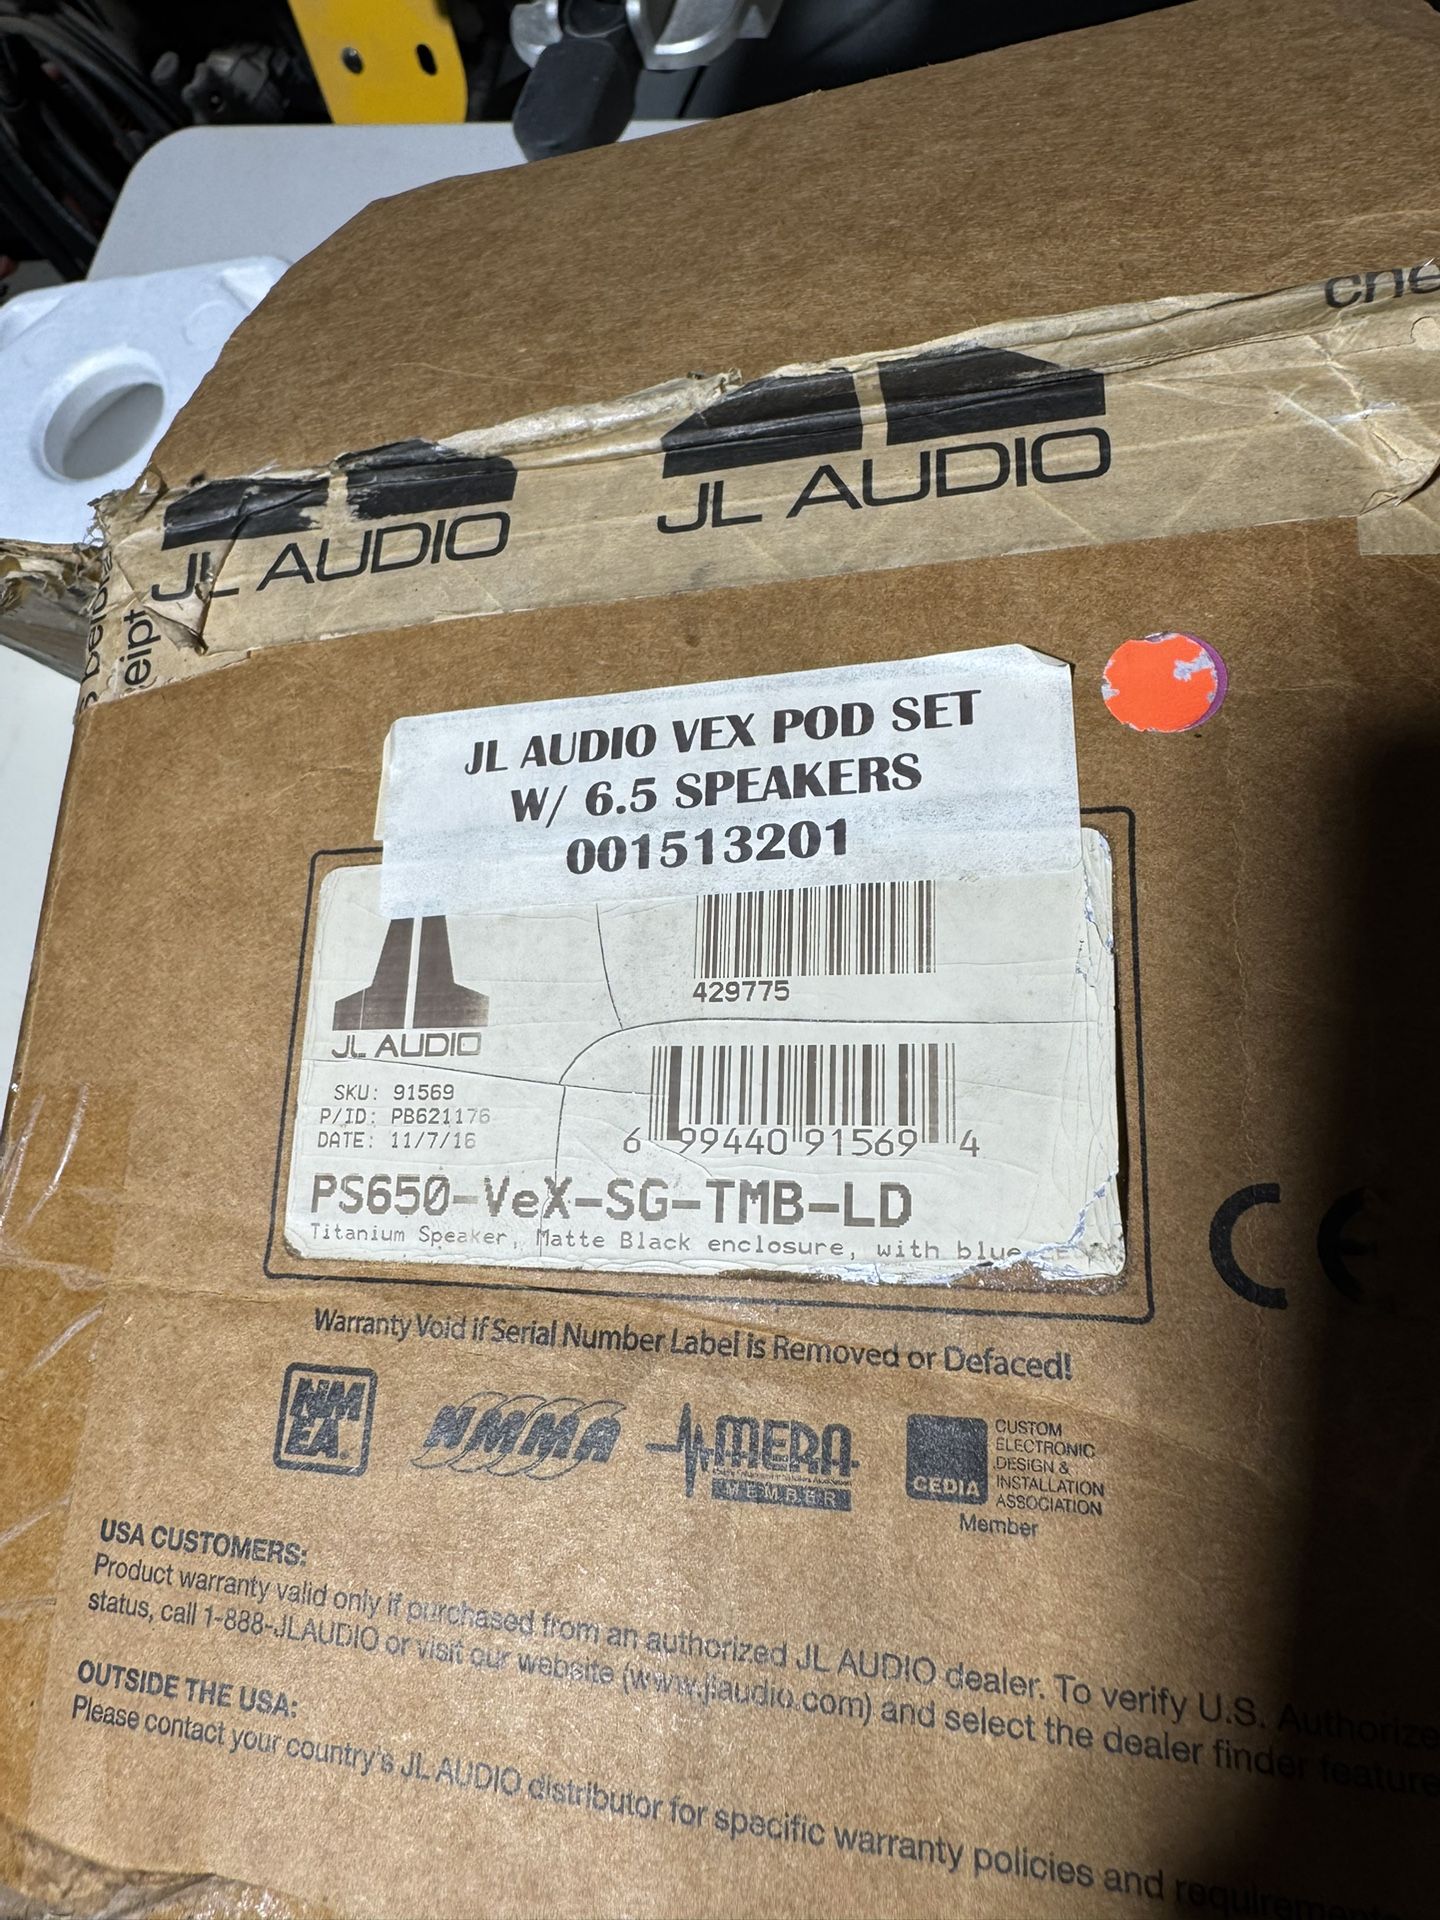 che
JL AUDIO
JL AUDIO
eipt
JL AUDIO VEX POD SET
W/ 6.5 SPEAKERS
001513201
429775
JL AUDIO
SKU: 91569
P/ID: PB621176
DATE: 11/7/16
6 99440 91569 4
PS650-VeX-SG-TMB-LD
Titanium Speaker, Matte Black enclosure, with blue
CE
Warranty Void if Serial Number Label is Removed or Defaced!
NM
EA®
NMMA
MERA
MEMBER
CEDIA
CUSTOM
ELECTRONIC
DESIGN &
INSTALLATION
ASSOCIATION
Member
USA CUSTOMERS:
Product warranty valid only if purchased from an authorized JL AUDIO dealer. To verify U.S. Authorize
status, call 1-888-JLAUDIO or visit our website (www.jlaudio.com) and select the dealer finder feature
OUTSIDE THE USA:
Please contact your country's JL AUDIO distributor for specific warranty policies and requirements